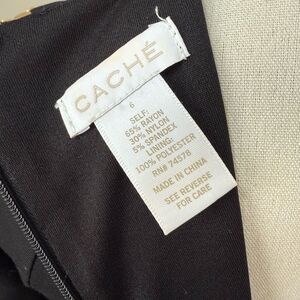 CACHÉ
6
SELF:
65% RAYON
30% NYLON
5% SPANDEX
LINING:
100% POLYESTER
RN# 74578
MADE IN CHINA
SEE REVERSE
FOR CARE